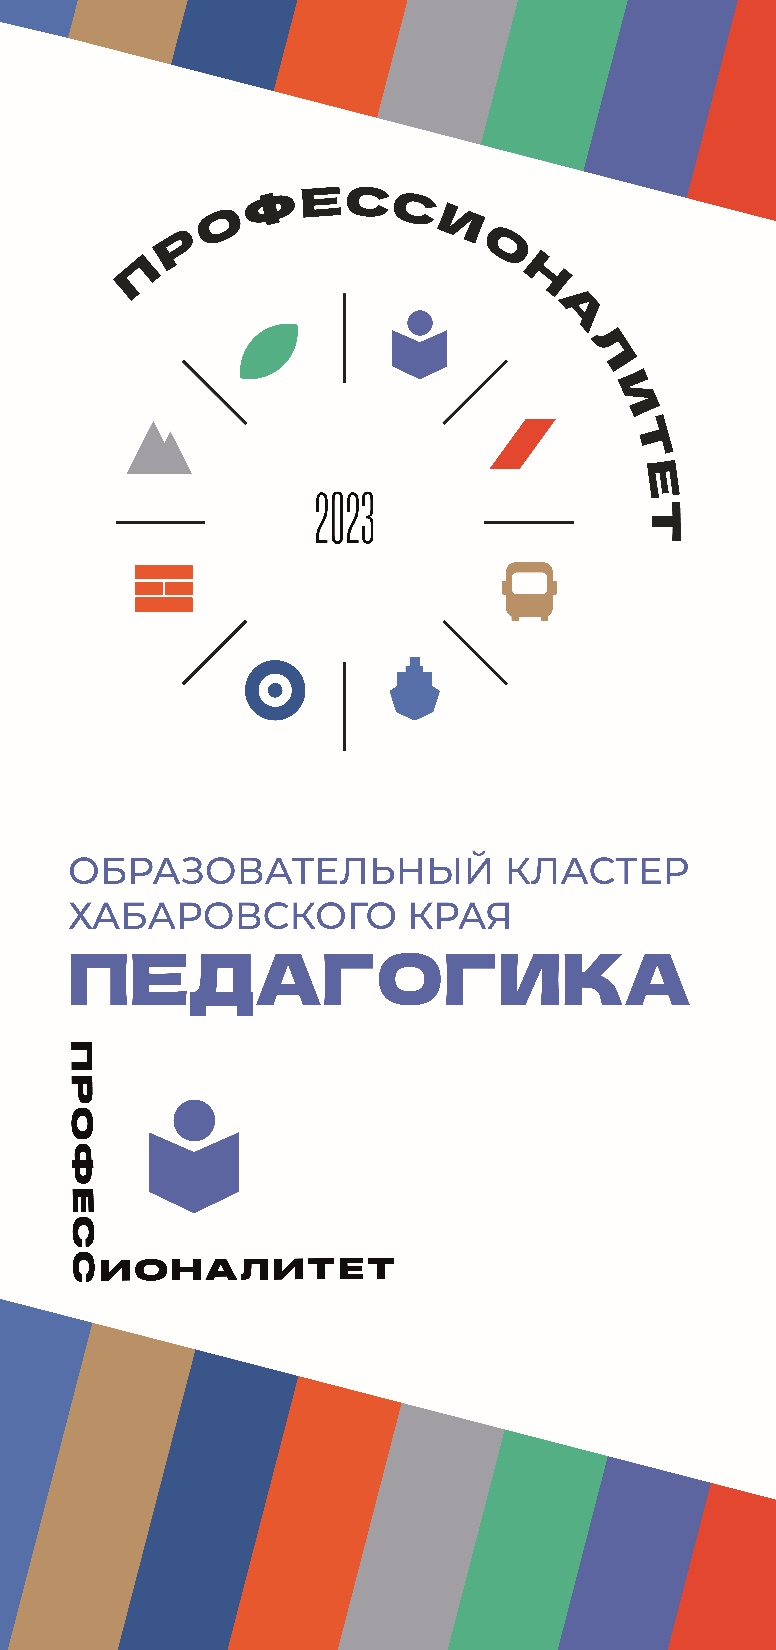 ПРОФЕССИОНАЛИТЕТ
2023
ОБРАЗОВАТЕЛЬНЫЙ КЛАСТЕР
ХАБАРОВСКОГО КРАЯ
ПЕДАГОГИКА
ПРОФЕССИОНАЛИТЕТ